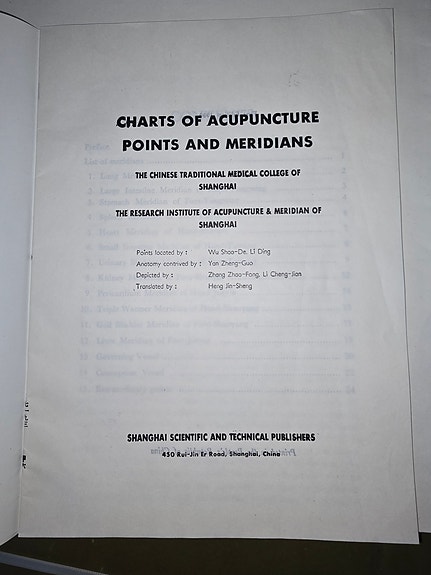 CHARTS OF ACUPUNCTURE
POINTS AND MERIDIANS
THE CHINESE TRADITIONAL MEDICAL COLLEGE OF
SHANGHAI
THE RESEARCH INSTITUTE OF ACUPUNCTURE & MERIDIAN OF
SHANGHAI
Points located by : Wu Shao-De, Li Ding
Anatomy contrived by : Yan Zheng-Guo
Depicted by : Zhang Zhao-Fong, Li Cheng-Jian
Translated by : Heng Jin-Sheng
SHANGHAI SCIENTIFIC AND TECHNICAL PUBLISHERS
450 Rui-Jin Er Road, Shanghai, China